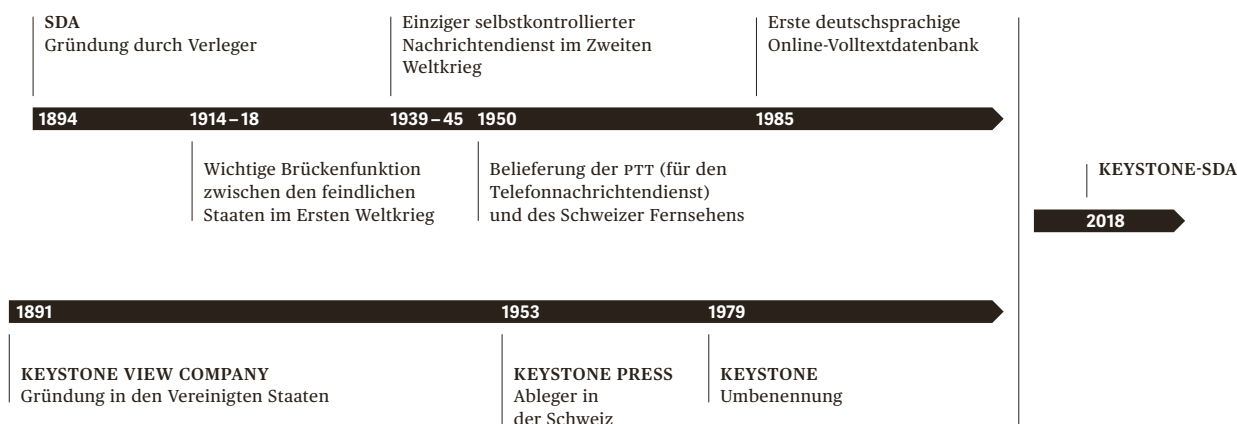 SDA
Gründung durch Verleger
Einziger selbstkontrollierter
Nachrichtendienst im Zweiten
Weltkrieg
Erste deutschsprachige
Online-Volltextdatenbank
1894
1914–18
1939–45
1950
1985
Wichtige Brückenfunktion
zwischen den feindlichen
Staaten im Ersten Weltkrieg
Belieferung der PTT (für den
Telefonnachrichtendienst)
und des Schweizer Fernsehens
KEYSTONE-SDA
2018
1891
1953
1979
KEYSTONE VIEW COMPANY
Gründung in den Vereinigten Staaten
KEYSTONE PRESS
Ableger in
der Schweiz
KEYSTONE
Umbenennung